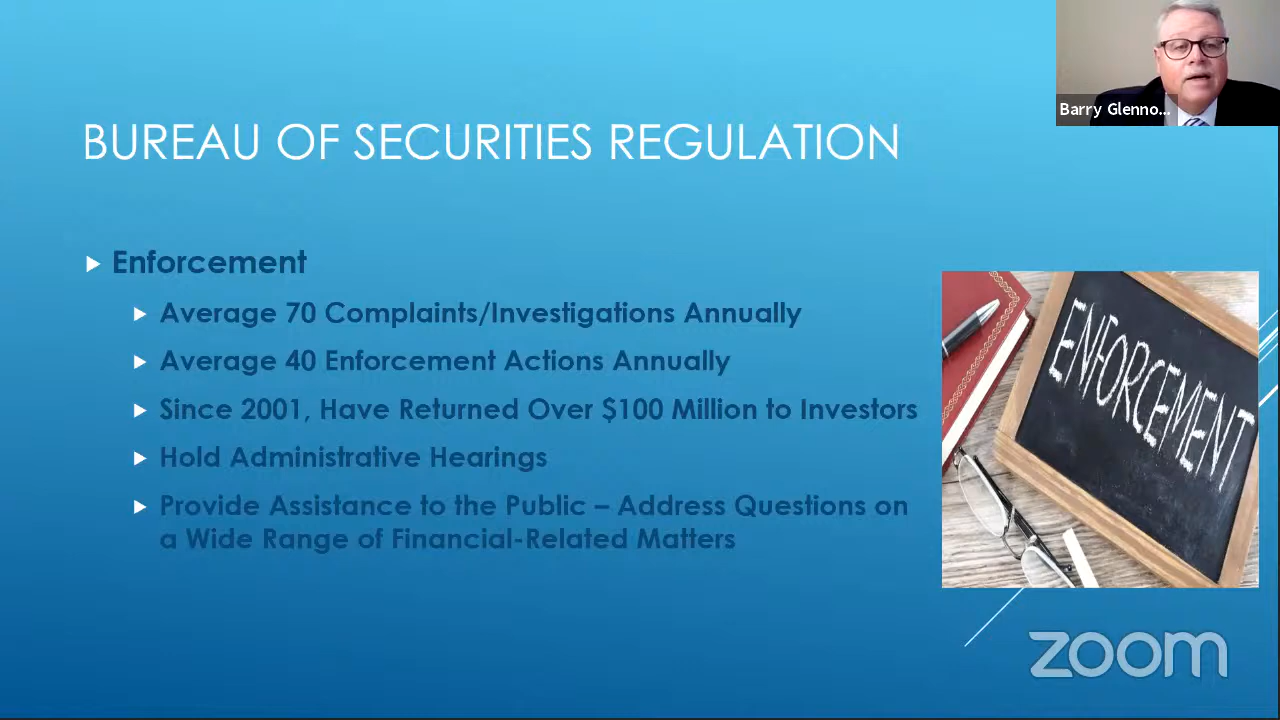 Barry Glenno...
BUREAU OF SECURITIES REGULATION
Enforcement
Average 70 Complaints/Investigations Annually
Average 40 Enforcement Actions Annually
Since 2001, Have Returned Over $100 Million to Investors
Hold Administrative Hearings
Provide Assistance to the Public – Address Questions on
a Wide Range of Financial-Related Matters
ENFORCEMENT
zoom